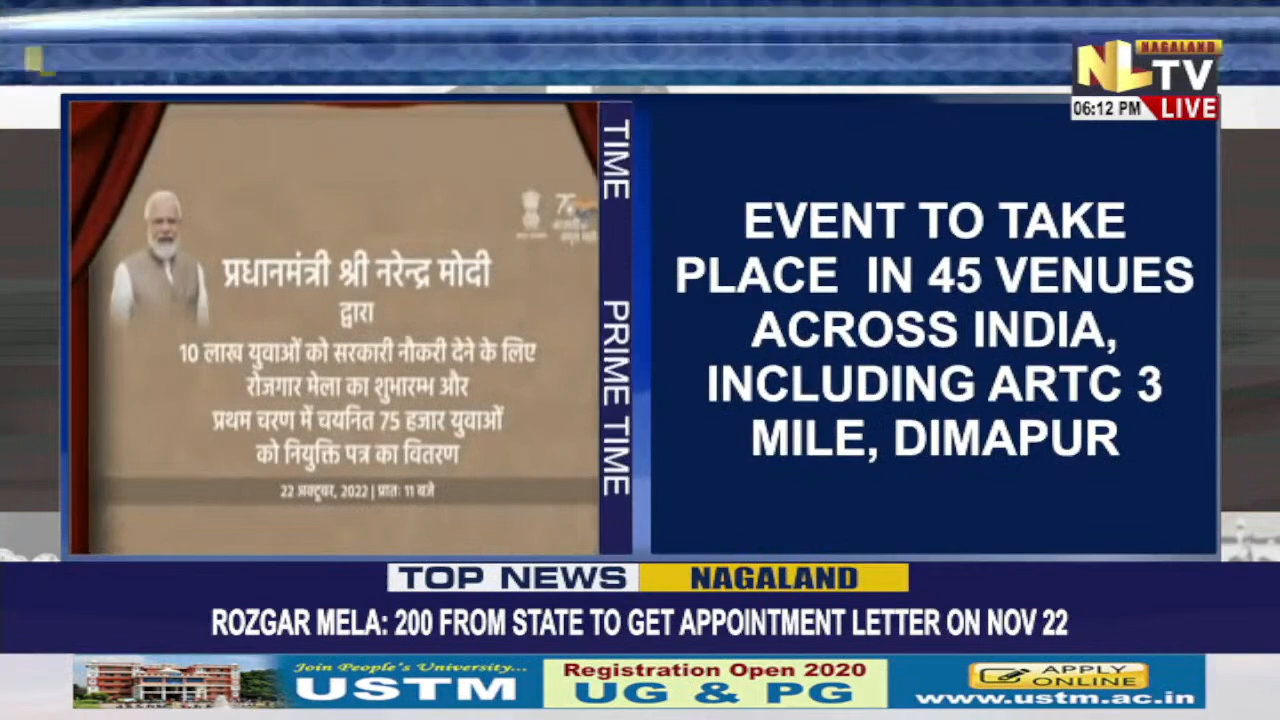 NAGALAND
NL TV
06:12 PM LIVE
TIME PRIME TIME
75
प्रधानमंत्री श्री नरेन्द्र मोदी
द्वारा
10 लाख युवाओं को सरकारी नौकरी देने के लिए
रोजगार मेला का शुभारम्भ और
प्रथम चरण में चयनित 75 हजार युवाओं
को नियुक्ति पत्र का वितरण
22 अक्टूबर, 2022 | प्रातः 11 बजे
EVENT TO TAKE
PLACE IN 45 VENUES
ACROSS INDIA,
INCLUDING ARTC 3
MILE, DIMAPUR
TOP NEWS NAGALAND
ROZGAR MELA: 200 FROM STATE TO GET APPOINTMENT LETTER ON NOV 22
Join People's University...
USTM
Registration Open 2020
UG & PG
APPLY
ONLINE
www.ustm.ac.in